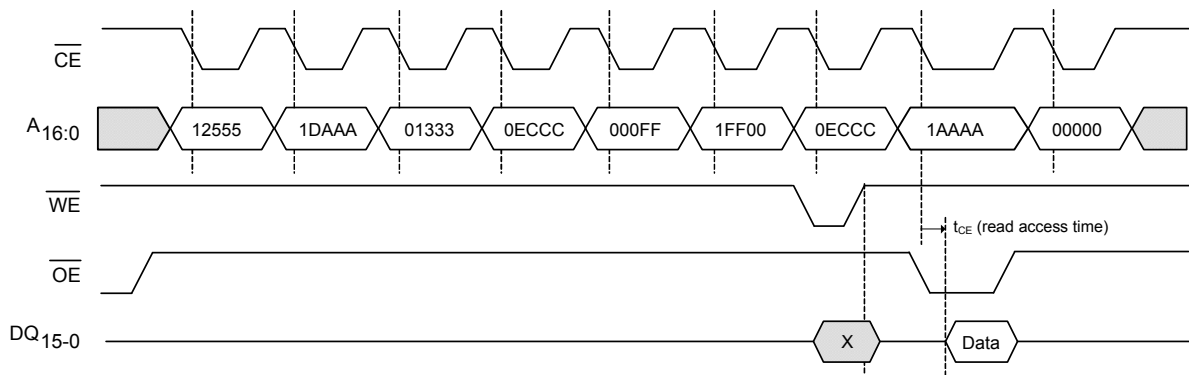 CE
A16:0 12555 1DAAA 01333 0ECCC 000FF 1FF00 0ECCC 1AAAA 00000
WE
tCE (read access time)
OE
DQ15-0 X Data